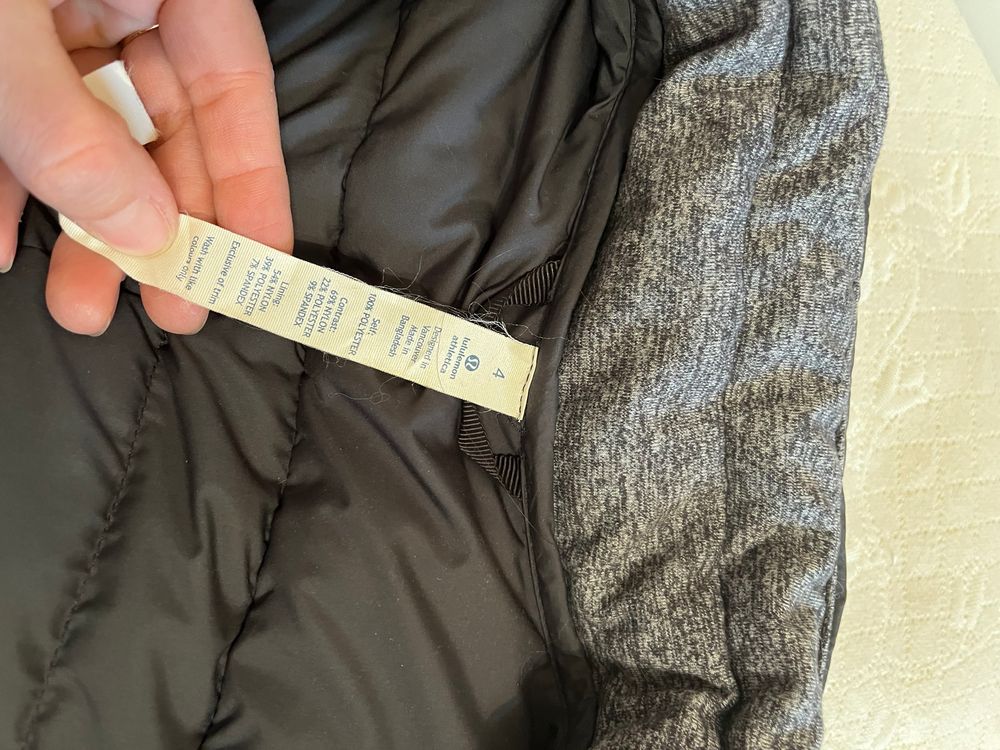 4
lululemon
athletica
Designed in
Vancouver
Made in
Bangladesh
Self:
100% POLYESTER
Contrast:
69% NYLON
22% POLYESTER
9% SPANDEX
Lining:
54% NYLON
39% POLYESTER
7% SPANDEX
Exclusive of trim
Wash with like
colours only